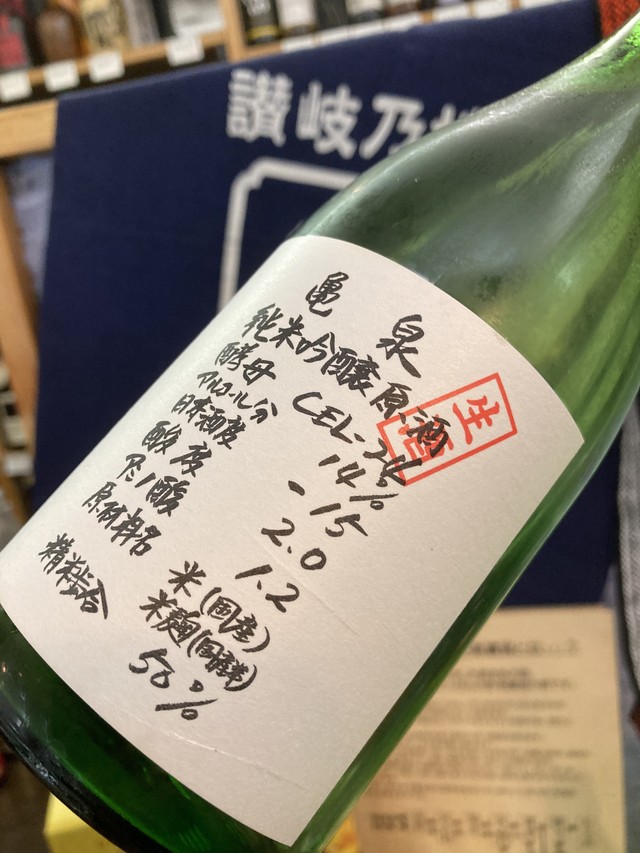 讃岐乃
亀泉
純米吟醸原酒
生酒
酵母 CEL-24
アルコール分 14%
日本酒度 -15
酸度 2.0
アミノ酸 1.2
原材料名 米(国産)
米麹(国産米)
精米歩合 50%